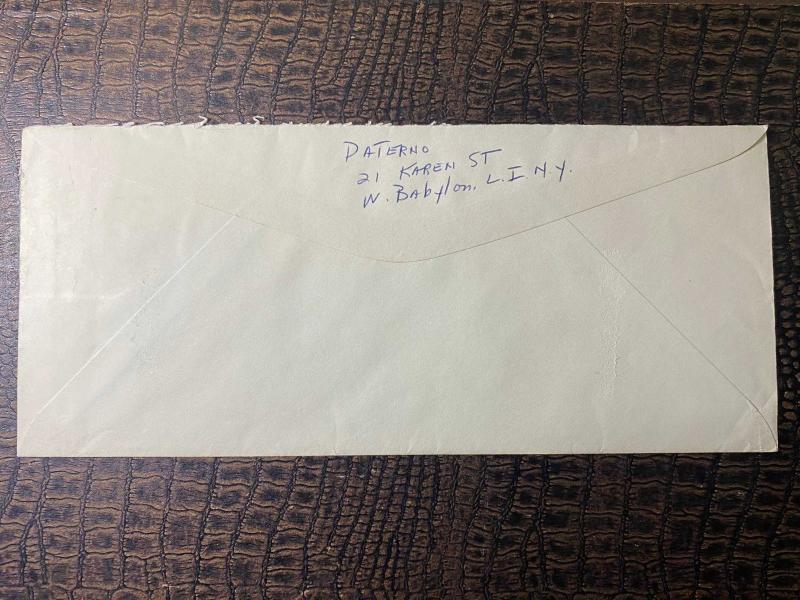 PATERNO
21 KAREN ST
W. BAbylon, L.I N.Y.